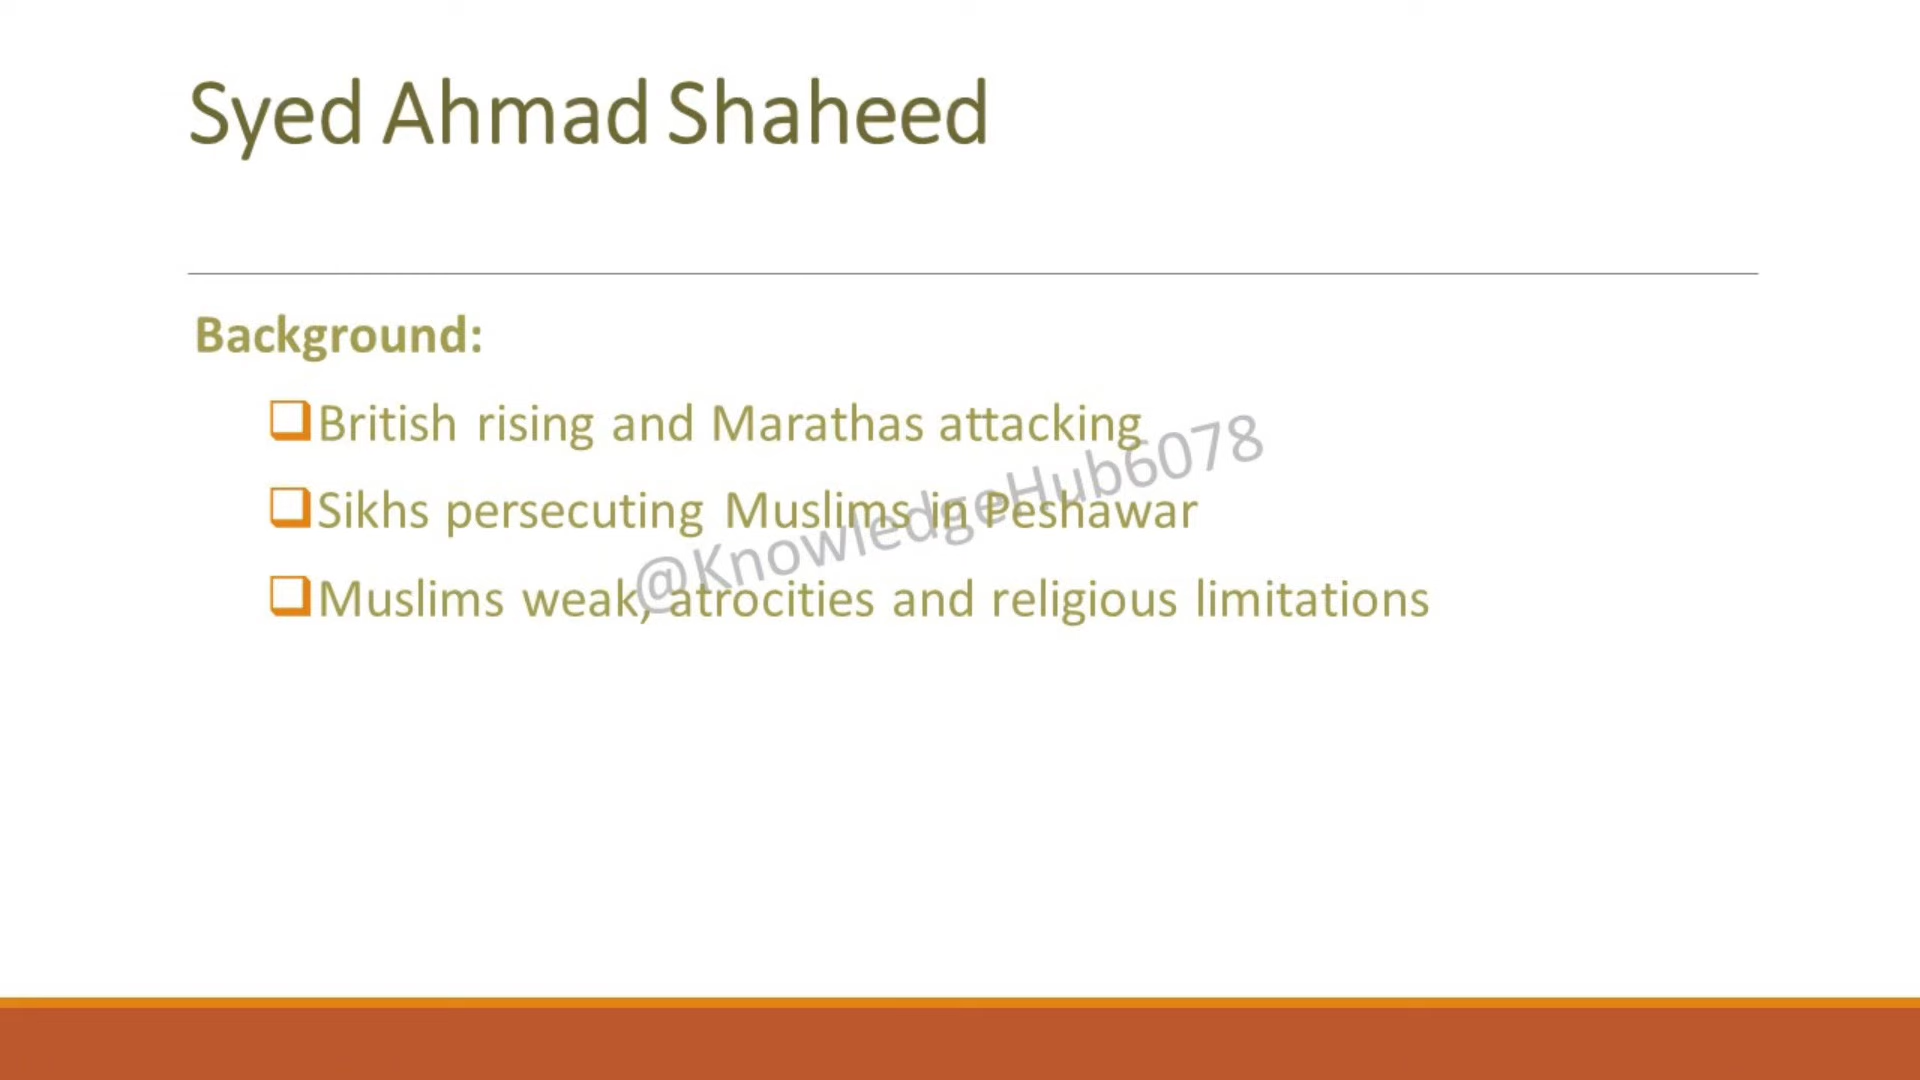 Syed Ahmad Shaheed
Background:
British rising and Marathas attacking
Sikhs persecuting Muslims in Peshawar
Muslims weak, atrocities and religious limitations
@KnowledgeHub6078